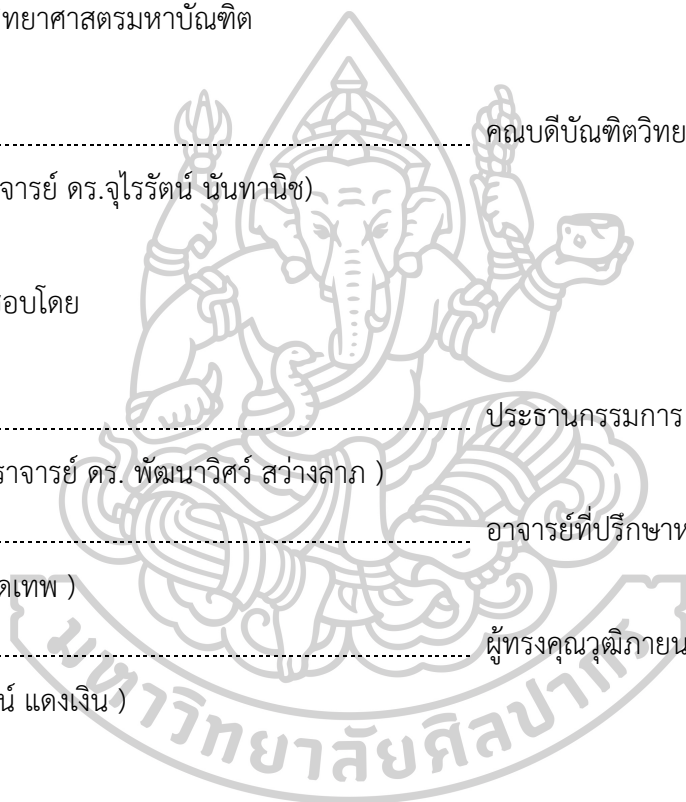 ทยาศาสตรมหาบัณฑิต
คณบดีบัณฑิตวิทย
จารย์ ดร.จุไรรัตน์ นันทานิช)
อบโดย
ประธานกรรมการ
ราจารย์ ดร. พัฒนาวิศว์ สว่างลาภ )
อาจารย์ที่ปรึกษาห
ดเทพ )
ผู้ทรงคุณวุฒิภายน
น์ แดงเงิน )
มหาวิทยาลัยศิลปากร